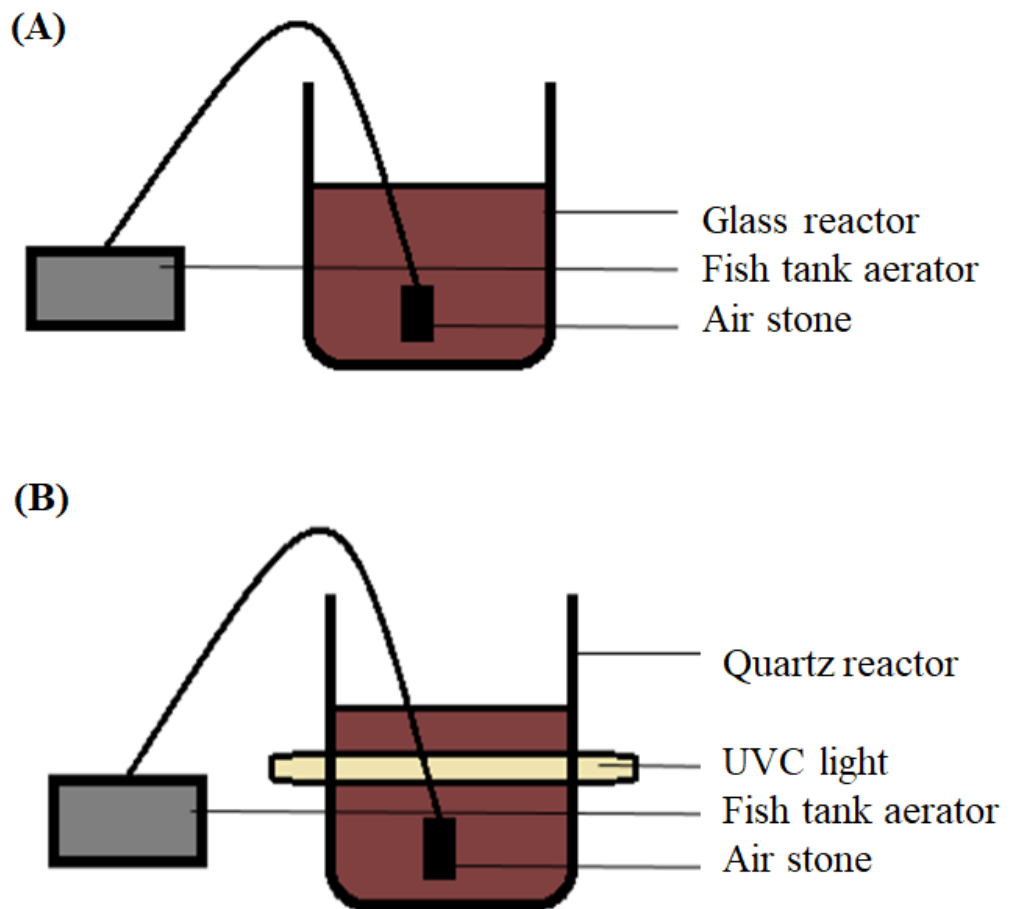 (A)
Glass reactor
Fish tank aerator
Air stone
(B)
Quartz reactor
UVC light
Fish tank aerator
Air stone